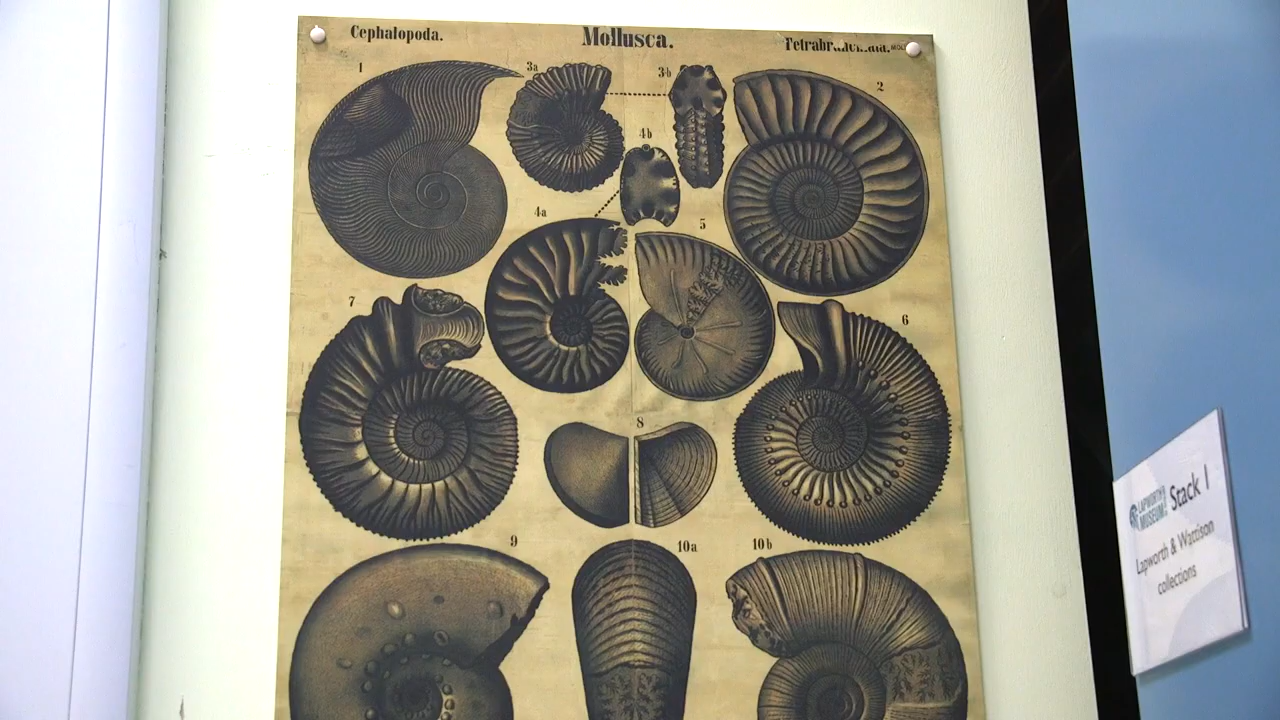 Cephalopoda.
Mollusca.
1
3a
3b
2
4b
4a
5
7
6
8
9
10a
10b
LAPWORTH
MUSEUM
Stack 1
Lapworth & Wattison
collections